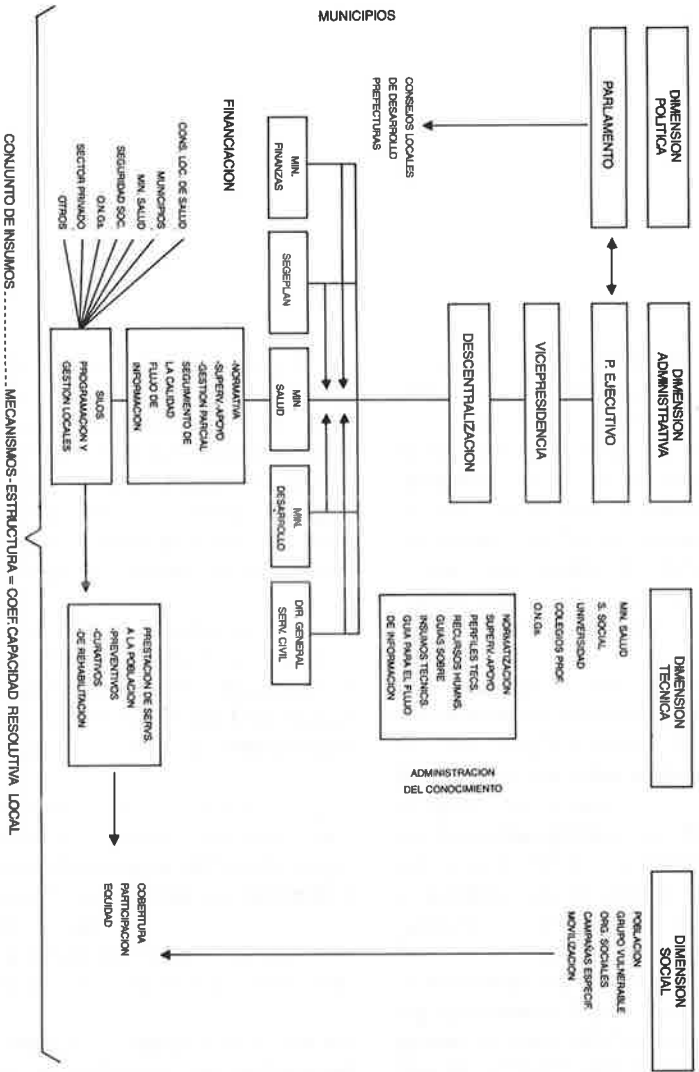 DIMENSION
POLITICA
DIMENSION
ADMINISTRATIVA
DIMENSION
TECNICA
DIMENSION
SOCIAL
PARLAMENTO
P. EJECUTIVO
VICEPRESIDENCIA
DESCENTRALIZACION
MUNICIPIOS
CONSEJOS LOCALES
DE DESARROLLO
PREFECTURAS
MIN. SALUD
S. SOCIAL
UNIVERSIDAD
COLEGIOS PROF.
O.N.Gs.
NORMATIZACION
SUPERV.-APOYO
PERFILES TECS.
RECURSOS HUMNS.
GUIAS SOBRE
INSUMOS TECNICS.
GUIA PARA EL FLUJO
DE INFORMACION
ADMINISTRACION
DEL CONOCIMIENTO
POBLACION
GRUPO VULNERABLE
ORG. SOCIALES
CAMPAÑAS ESPECIF.
MOVILIZACION
MIN.
FINANZAS
SEGEPLAN
MIN.
SALUD
MIN.
DESARROLLO
DIR. GENERAL
SERV. CIVIL
FINANCIACION
-NORMATIVA
-SUPERV.-APOYO
-GESTION PARCIAL
SEGUIMIENTO DE
LA CALIDAD
FLUJO DE
INFORMACION
CONS. LOC. DE SALUD
MUNICIPIOS
MIN. SALUD
SEGURIDAD SOC.
O.N.Gs.
SECTOR PRIVADO
OTROS
SILOS
PROGRAMACION Y
GESTION LOCALES
PRESTACION DE SERVS.
A LA POBLACION
-PREVENTIVOS
-CURATIVOS
-DE REHABILITACION
COBERTURA
PARTICIPACION
EQUIDAD
CONJUNTO DE INSUMOS . . . . . . . . . . . . . MECANISMOS-ESTRUCTURA = COEF. CAPACIDAD RESOLUTIVA LOCAL